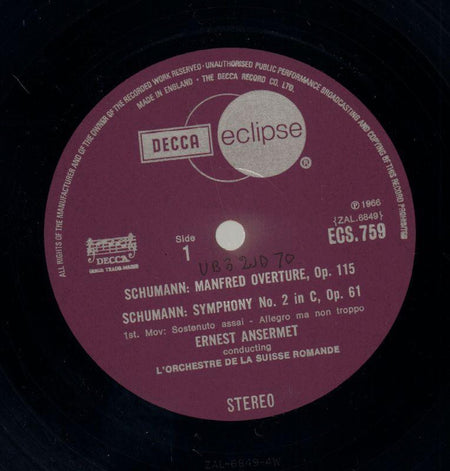 ALL RIGHTS OF THE MANUFACTURER AND OF THE OWNER OF THE RECORDED WORK RESERVED · UNAUTHORISED PUBLIC PERFORMANCE BROADCASTING AND COPYING OF THIS RECORD PROHIBITED
MADE IN ENGLAND · THE DECCA RECORD CO. LTD.
DECCA
eclipse
®
℗ 1966
{ZAL.6849}
ECS.759
DECCA
Side
1
SCHUMANN: MANFRED OVERTURE, Op. 115
SCHUMANN: SYMPHONY No. 2 in C, Op. 61
1st. Mov: Sostenuto assai - Allegro ma non troppo
ERNEST ANSERMET
conducting
L'ORCHESTRE DE LA SUISSE ROMANDE
STEREO
ZAL-6849-4W